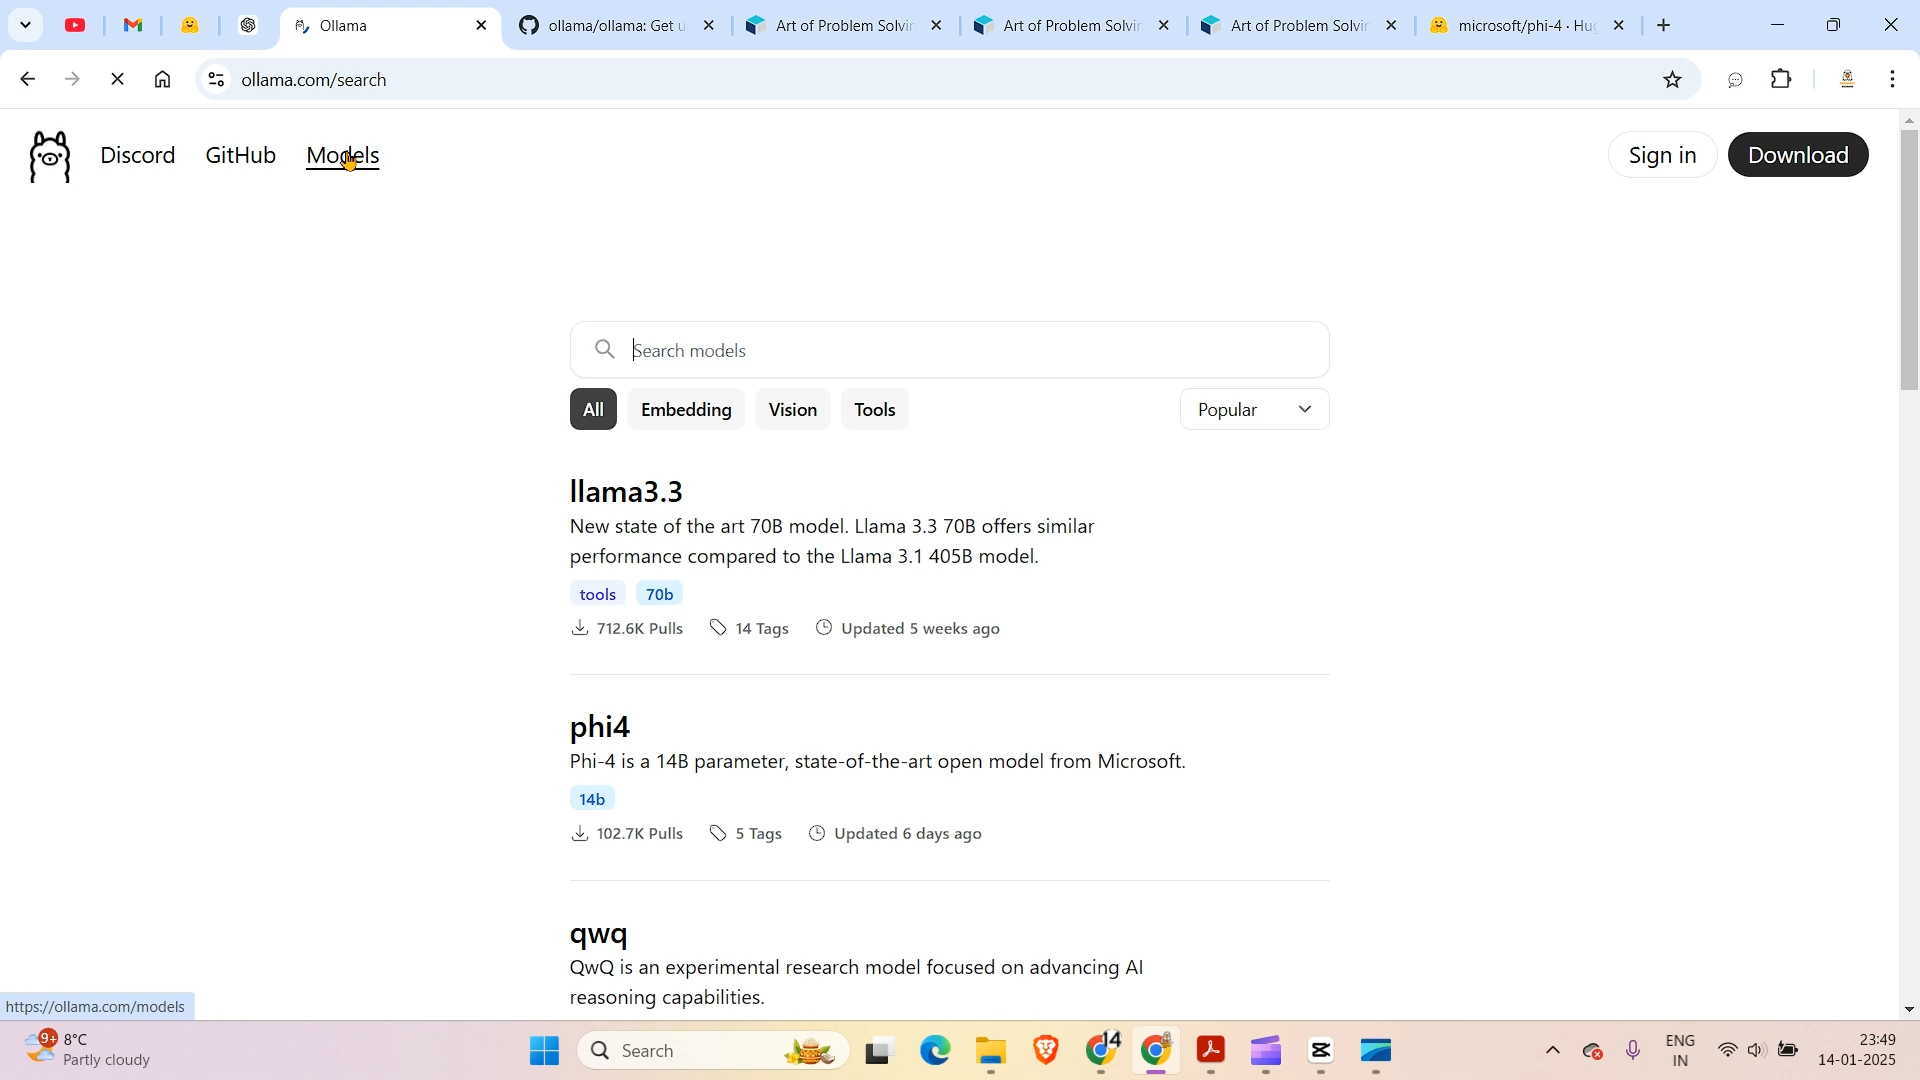 Ollama
ollama/ollama: Get u
Art of Problem Solvin
Art of Problem Solvin
Art of Problem Solvin
microsoft/phi-4 · Hug
ollama.com/search
Discord
GitHub
Models
Sign in
Download
Search models
All
Embedding
Vision
Tools
Popular
llama3.3
New state of the art 70B model. Llama 3.3 70B offers similar
performance compared to the Llama 3.1 405B model.
tools 70b
712.6K Pulls 14 Tags Updated 5 weeks ago
phi4
Phi-4 is a 14B parameter, state-of-the-art open model from Microsoft.
14b
102.7K Pulls 5 Tags Updated 6 days ago
qwq
QwQ is an experimental research model focused on advancing AI
reasoning capabilities.
https://ollama.com/models
9+
8°C
Partly cloudy
Search
14
ENG
IN
23:49
14-01-2025